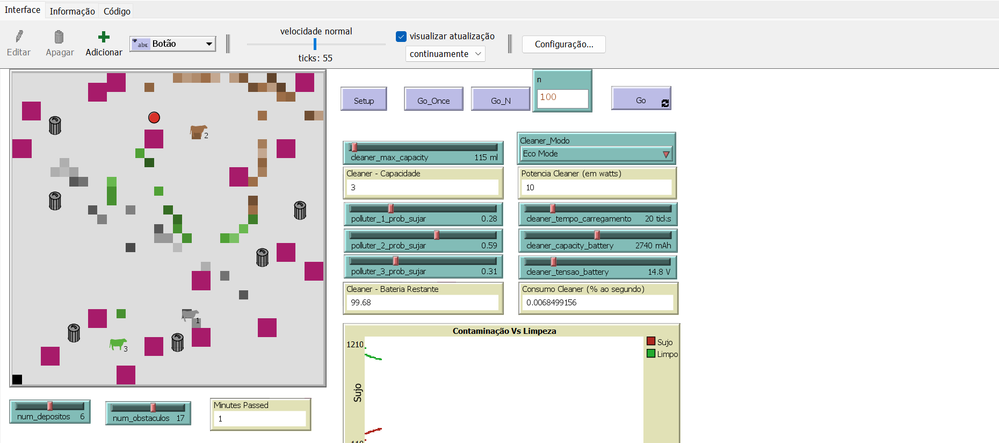 Interface Informação Código
Editar Apagar Adicionar abc Botão
velocidade normal
ticks: 55
visualizar atualização
continuamente
Configuração...
Setup
Go_Once
Go_N
n
100
Go
2
1
3
cleaner_max_capacity 115 ml
Cleaner_Modo
Eco Mode
Cleaner - Capacidade
3
Potencia Cleaner (em watts)
10
polluter_1_prob_sujar 0.28
cleaner_tempo_carregamento 20 ticks
polluter_2_prob_sujar 0.59
cleaner_capacity_battery 2740 mAh
polluter_3_prob_sujar 0.31
cleaner_tensao_battery 14.8 V
Cleaner - Bateria Restante
99.68
Consumo Cleaner (% ao segundo)
0.0068499156
Contaminação Vs Limpeza
1210
Sujo
Sujo
Limpo
num_depositos 6
num_obstaculos 17
Minutes Passed
1